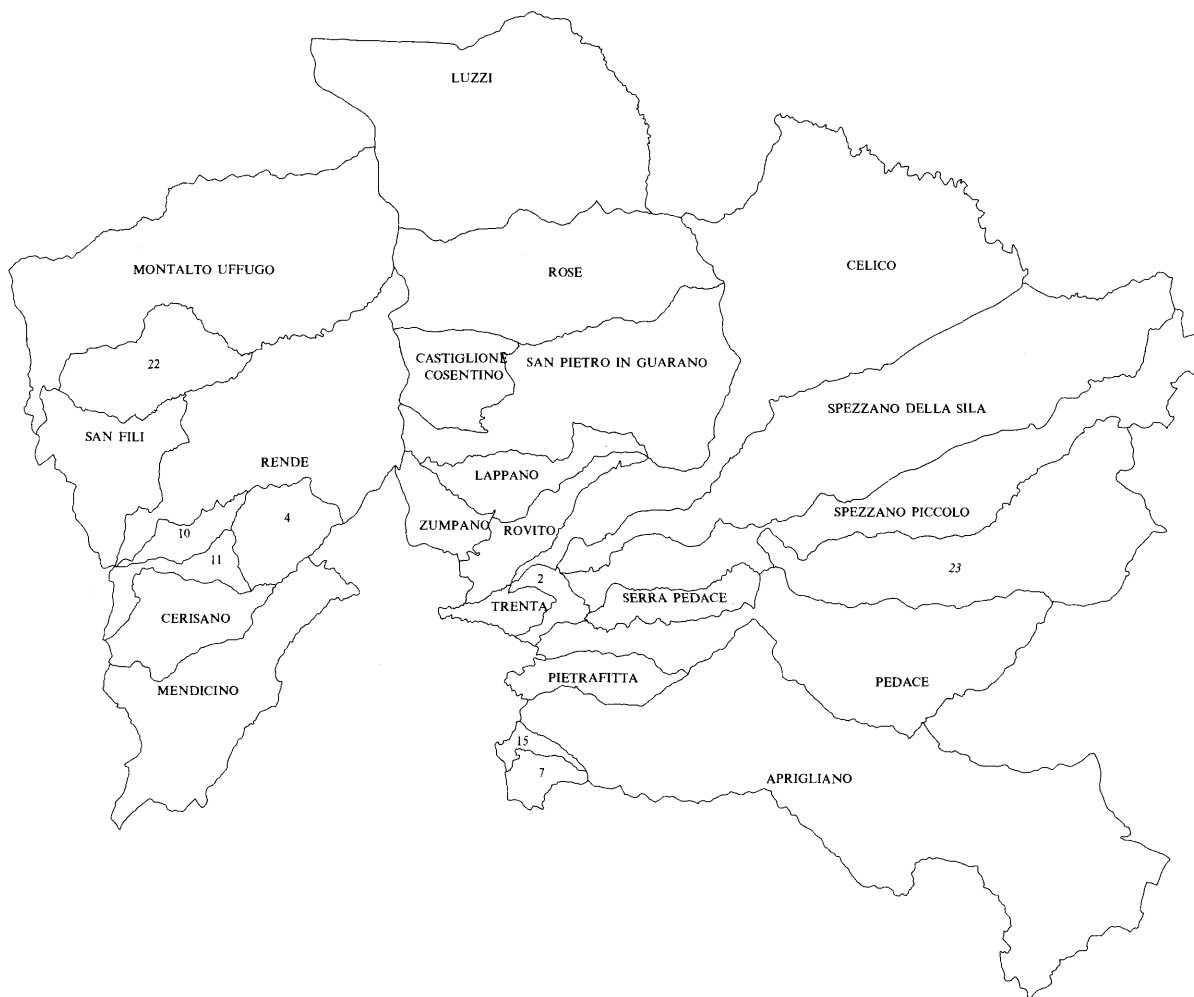 LUZZI
MONTALTO UFFUGO
ROSE
CELICO
22
CASTIGLIONE
COSENTINO
SAN PIETRO IN GUARANO
SPEZZANO DELLA SILA
SAN FILI
RENDE
LAPPANO
4
10
ZUMPANO
ROVITO
SPEZZANO PICCOLO
11
23
2
CERISANO
TRENTA
SERRA PEDACE
MENDICINO
PIETRAFITTA
PEDACE
15
7
APRIGLIANO